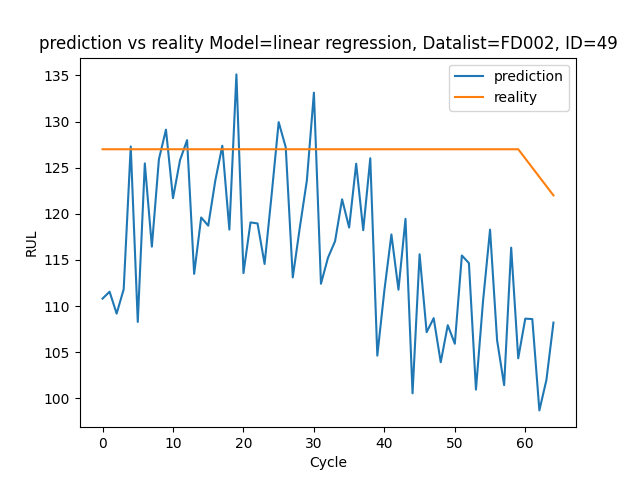 prediction vs reality Model=linear regression, Datalist=FD002, ID=49
prediction
reality
135
130
125
120
115
110
105
100
RUL
0 10 20 30 40 50 60
Cycle